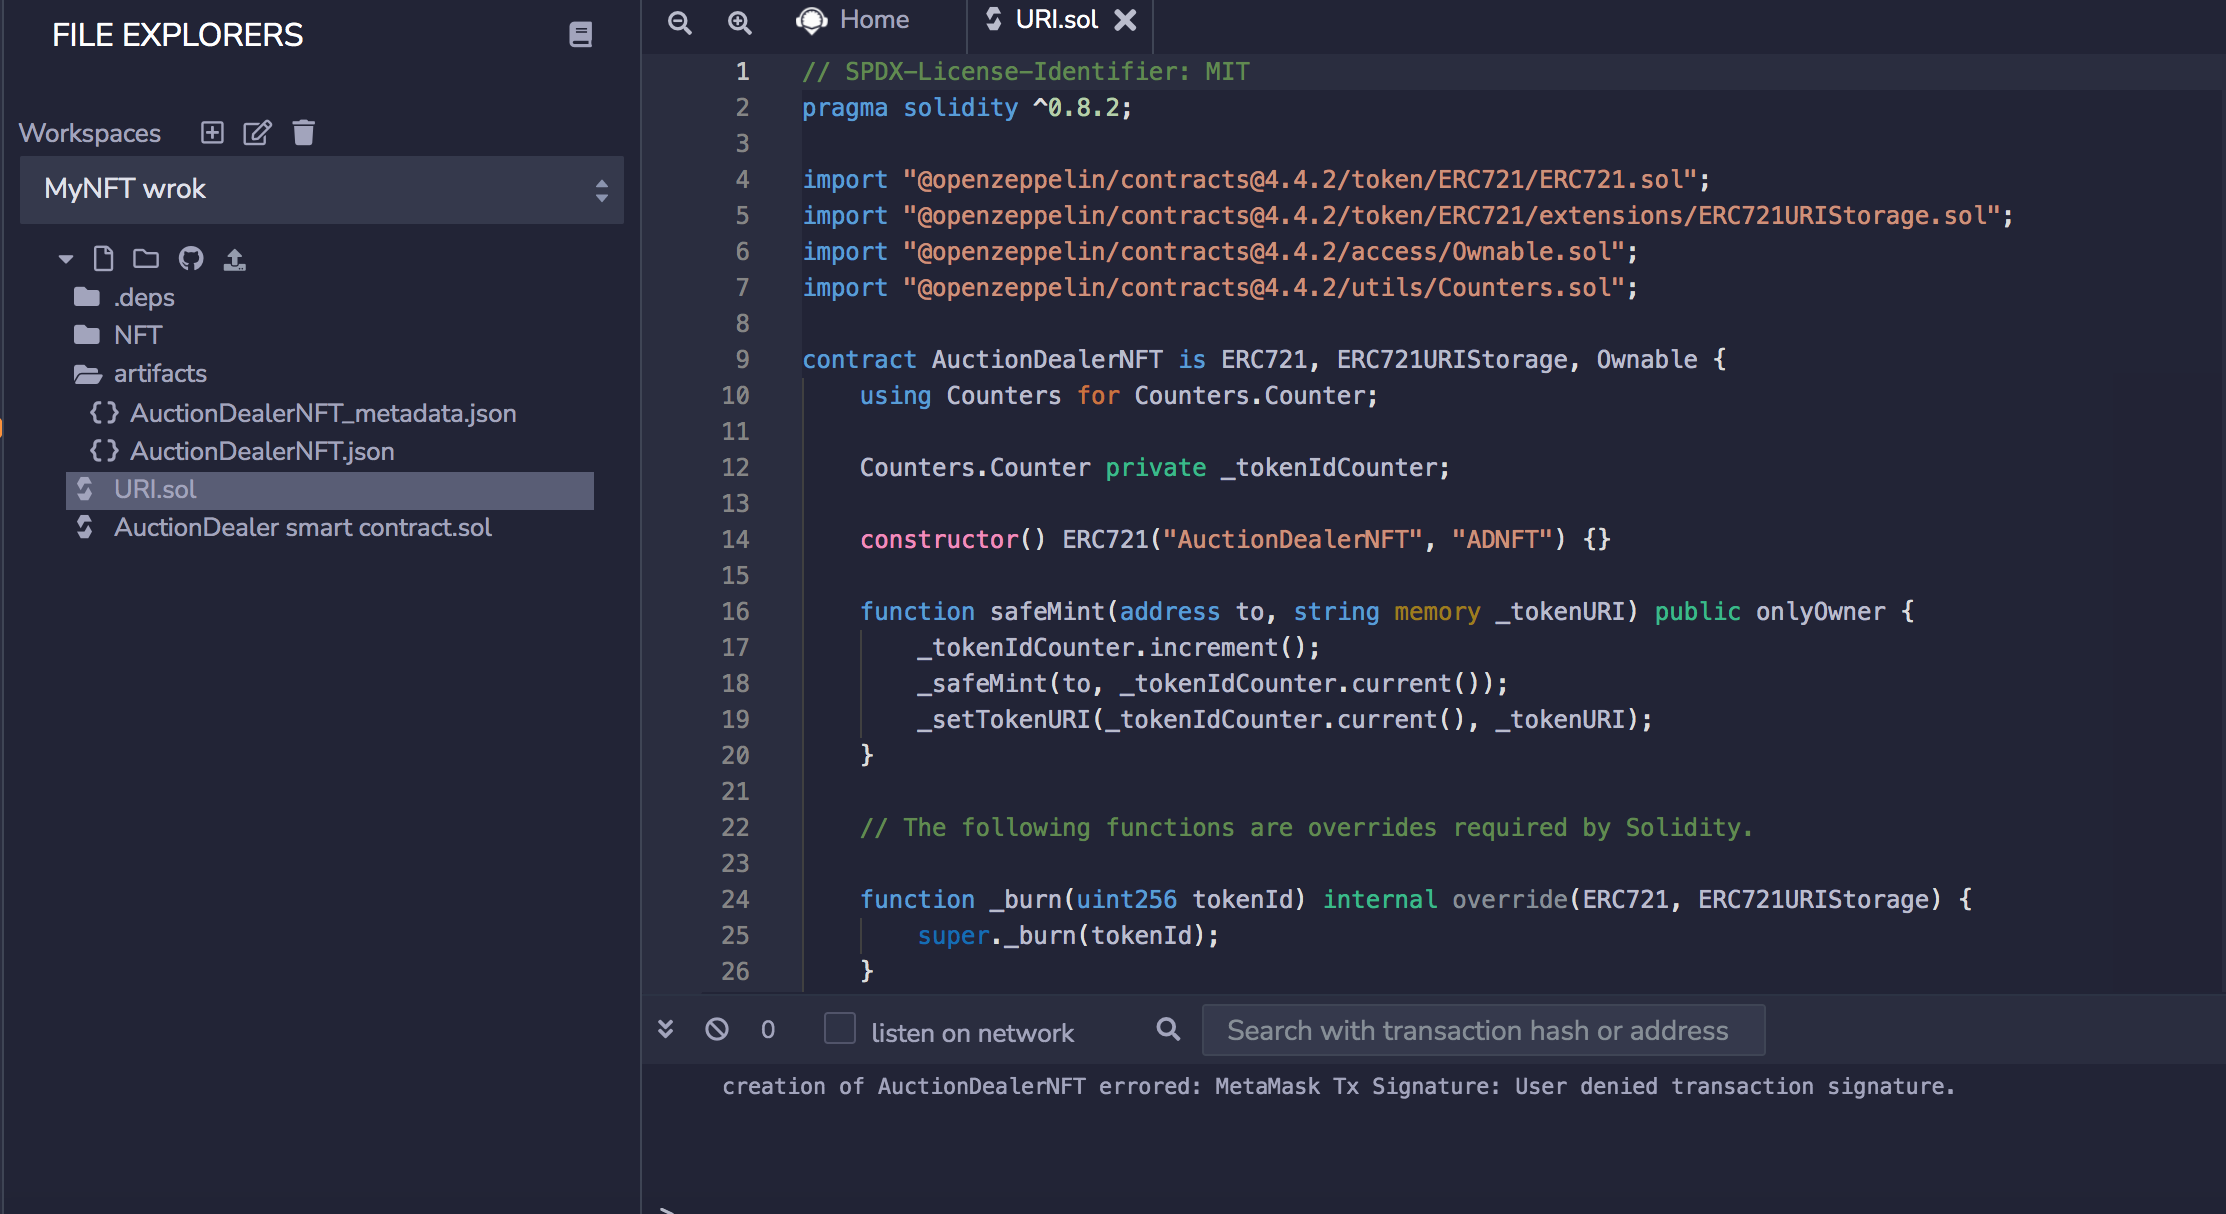 FILE EXPLORERS
Workspaces
MyNFT wrok
.deps
NFT
artifacts
AuctionDealerNFT_metadata.json
AuctionDealerNFT.json
URI.sol
AuctionDealer smart contract.sol
Home
URI.sol
1 // SPDX-License-Identifier: MIT
2 pragma solidity ^0.8.2;
3
4 import "@openzeppelin/contracts@4.4.2/token/ERC721/ERC721.sol";
5 import "@openzeppelin/contracts@4.4.2/token/ERC721/extensions/ERC721URIStorage.sol";
6 import "@openzeppelin/contracts@4.4.2/access/Ownable.sol";
7 import "@openzeppelin/contracts@4.4.2/utils/Counters.sol";
8
9 contract AuctionDealerNFT is ERC721, ERC721URIStorage, Ownable {
10     using Counters for Counters.Counter;
11
12     Counters.Counter private _tokenIdCounter;
13
14     constructor() ERC721("AuctionDealerNFT", "ADNFT") {}
15
16     function safeMint(address to, string memory _tokenURI) public onlyOwner {
17         _tokenIdCounter.increment();
18         _safeMint(to, _tokenIdCounter.current());
19         _setTokenURI(_tokenIdCounter.current(), _tokenURI);
20     }
21
22     // The following functions are overrides required by Solidity.
23
24     function _burn(uint256 tokenId) internal override(ERC721, ERC721URIStorage) {
25         super._burn(tokenId);
26     }
0 listen on network Search with transaction hash or address
creation of AuctionDealerNFT errored: MetaMask Tx Signature: User denied transaction signature.